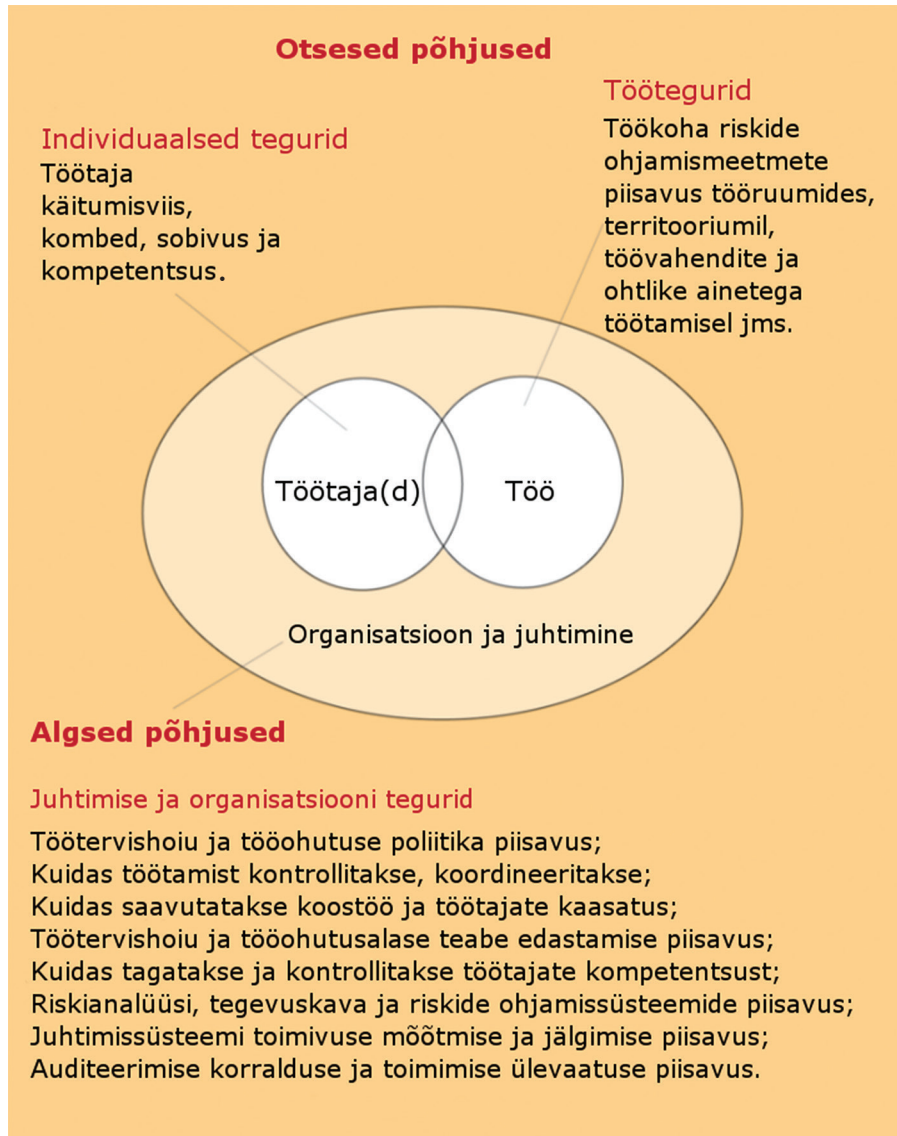 Otsesed põhjused
Individuaalsed tegurid
Töötaja
käitumisviis,
kombed, sobivus ja
kompetentsus.
Töötegurid
Töökoha riskide
ohjamismeetmete
piisavus tööruumides,
territooriumil,
töövahendite ja
ohtlike ainetega
töötamisel jms.
Töötaja(d)
Töö
Organisatsioon ja juhtimine
Algsed põhjused
Juhtimise ja organisatsiooni tegurid
Töötervishoiu ja tööohutuse poliitika piisavus;
Kuidas töötamist kontrollitakse, koordineeritakse;
Kuidas saavutatakse koostöö ja töötajate kaasatus;
Töötervishoiu ja tööohutusalase teabe edastamise piisavus;
Kuidas tagatakse ja kontrollitakse töötajate kompetentsust;
Riskianalüüsi, tegevuskava ja riskide ohjamissüsteemide piisavus;
Juhtimissüsteemi toimivuse mõõtmise ja jälgimise piisavus;
Auditeerimise korralduse ja toimimise ülevaatuse piisavus.